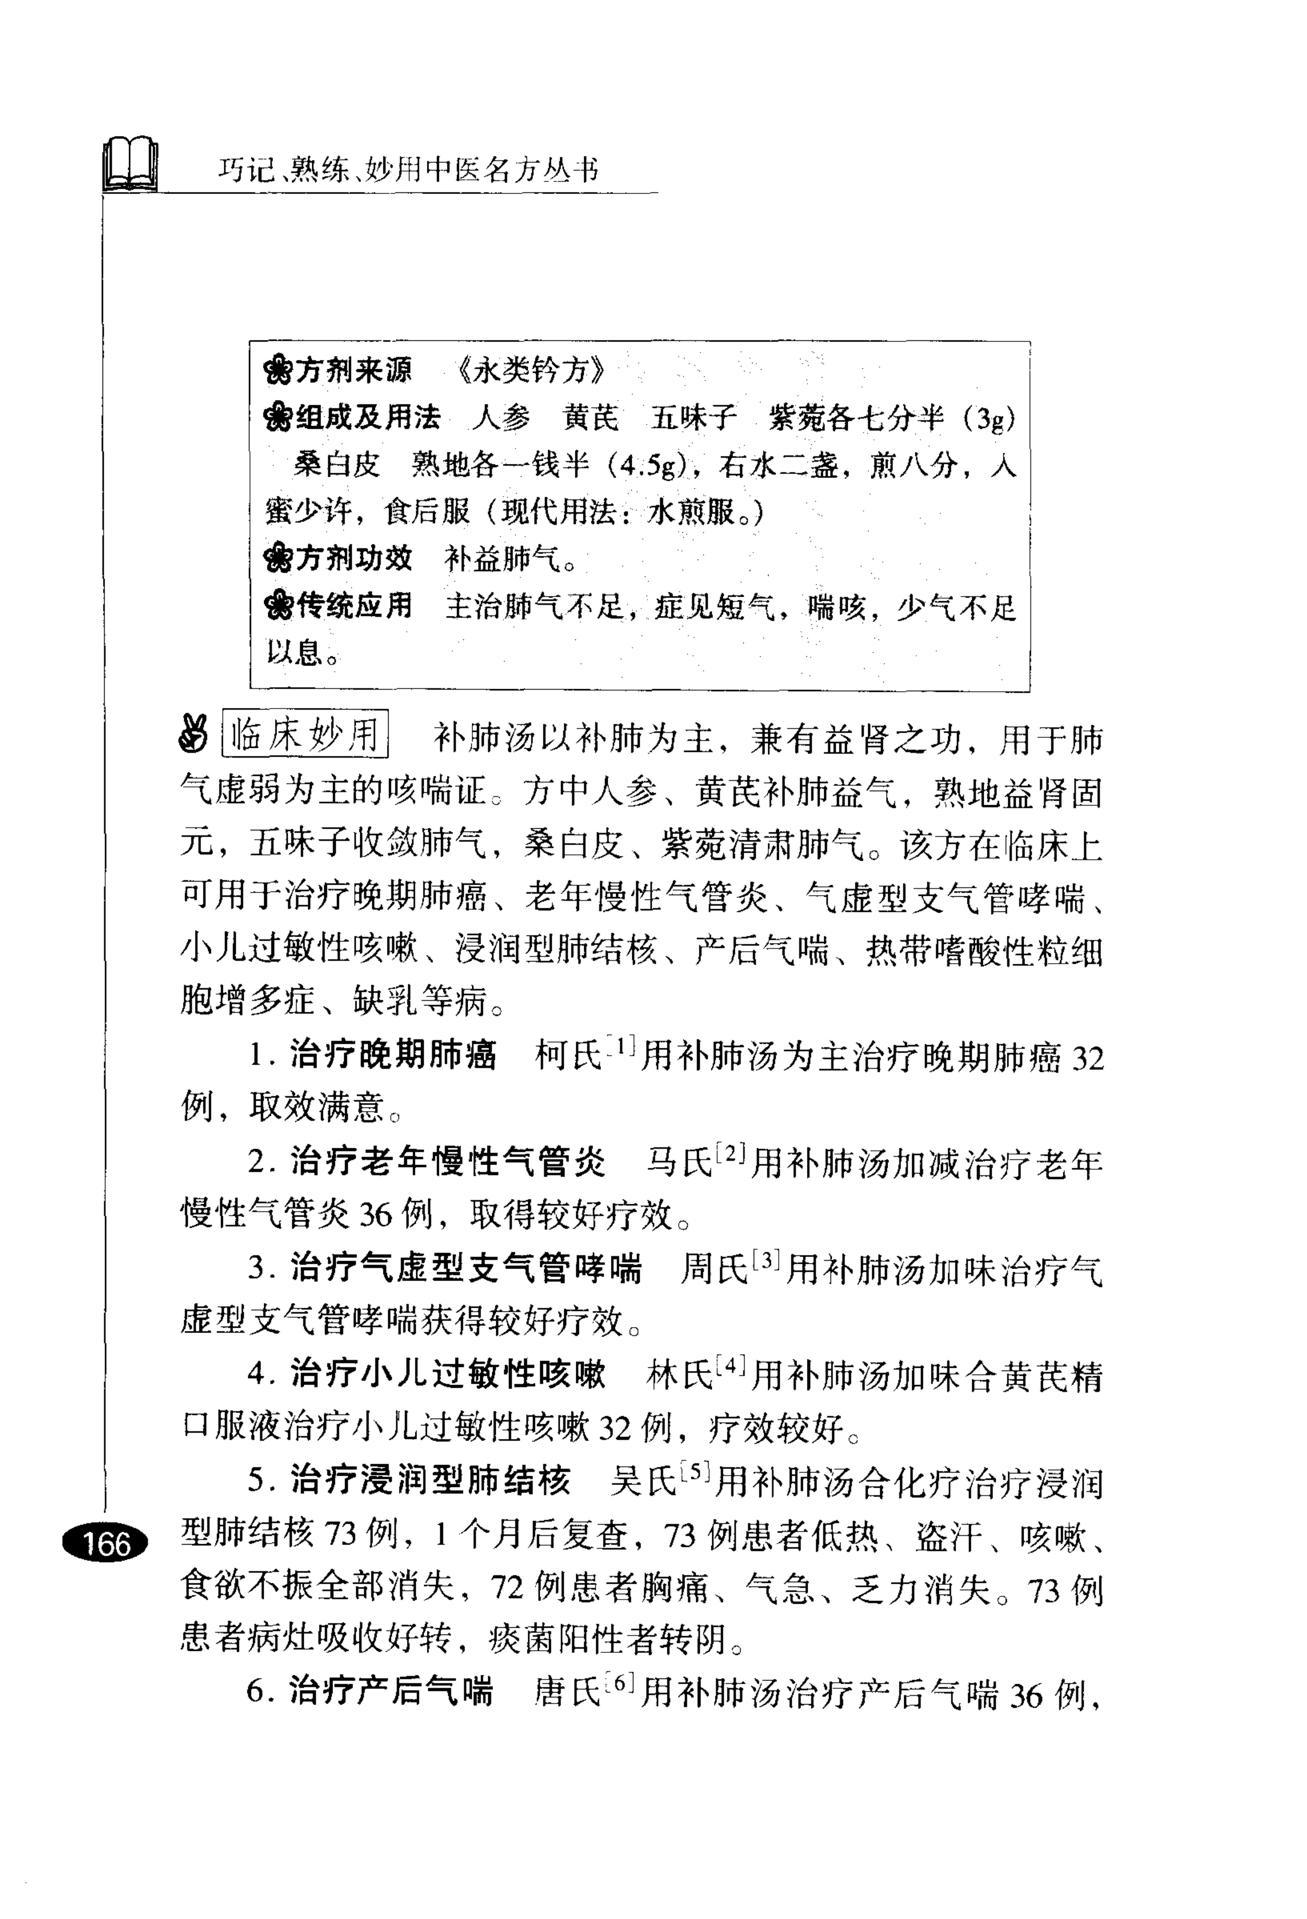 巧记、熟练、妙用中医名方丛书
方剂来源 《永类钤方》
组成及用法 人参 黄芪 五味子 紫菀各七分半（3g）
桑白皮 熟地各一钱半（4.5g），右水二盏，煎八分，入
蜜少许，食后服（现代用法：水煎服。）
方剂功效 补益肺气。
传统应用 主治肺气不足，症见短气，喘咳，少气不足
以息。
临床妙用 补肺汤以补肺为主，兼有益肾之功，用于肺
气虚弱为主的咳喘证。方中人参、黄芪补肺益气，熟地益肾固
元，五味子收敛肺气，桑白皮、紫菀清肃肺气。该方在临床上
可用于治疗晚期肺癌、老年慢性气管炎、气虚型支气管哮喘、
小儿过敏性咳嗽、浸润型肺结核、产后气喘、热带嗜酸性粒细
胞增多症、缺乳等病。
1. 治疗晚期肺癌 柯氏[1]用补肺汤为主治疗晚期肺癌 32
例，取效满意。
2. 治疗老年慢性气管炎 马氏[2]用补肺汤加减治疗老年
慢性气管炎 36 例，取得较好疗效。
3. 治疗气虚型支气管哮喘 周氏[3]用补肺汤加味治疗气
虚型支气管哮喘获得较好疗效。
4. 治疗小儿过敏性咳嗽 林氏[4]用补肺汤加味合黄芪精
口服液治疗小儿过敏性咳嗽 32 例，疗效较好。
5. 治疗浸润型肺结核 吴氏[5]用补肺汤合化疗治疗浸润
型肺结核 73 例，1 个月后复查，73 例患者低热、盗汗、咳嗽、
食欲不振全部消失，72 例患者胸痛、气急、乏力消失。73 例
患者病灶吸收好转，痰菌阳性者转阴。
6. 治疗产后气喘 唐氏[6]用补肺汤治疗产后气喘 36 例，
166